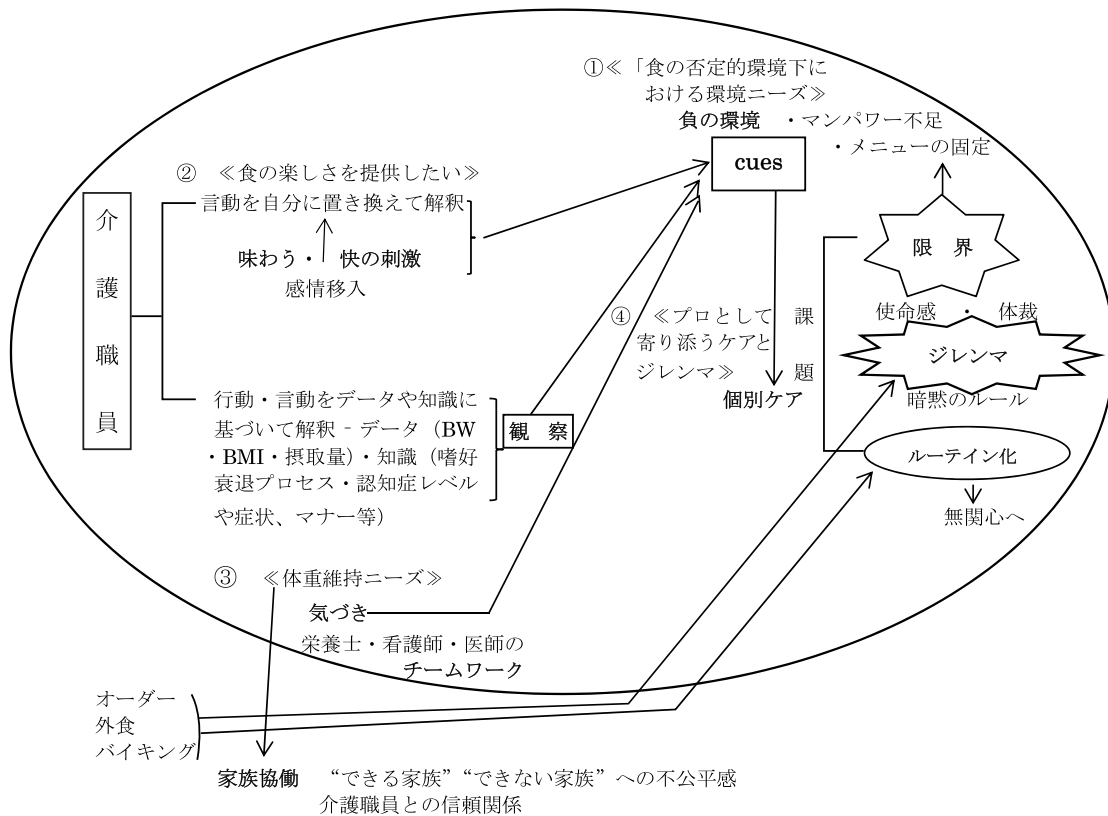 ①≪「食の否定的環境下に
おける環境ニーズ≫
負の環境 ・マンパワー不足
・メニューの固定
cues
② ≪食の楽しさを提供したい≫
言動を自分に置き換えて解釈
味わう・ 快の刺激
感情移入
介護職員
限 界
使命感 ・ 体裁
ジレンマ
暗黙のルール
ルーテイン化
無関心へ
課題
④ ≪プロとして
寄り添うケアと
ジレンマ≫
個別ケア
行動・言動をデータや知識に
基づいて解釈‐データ（BW
・BMI・摂取量）・知識（嗜好
衰退プロセス・認知症レベル
や症状、マナー等）
観 察
③ ≪体重維持ニーズ≫
気づき
栄養士・看護師・医師の
チームワーク
オーダー
外食
バイキング
家族協働 “できる家族”“できない家族”への不公平感
介護職員との信頼関係